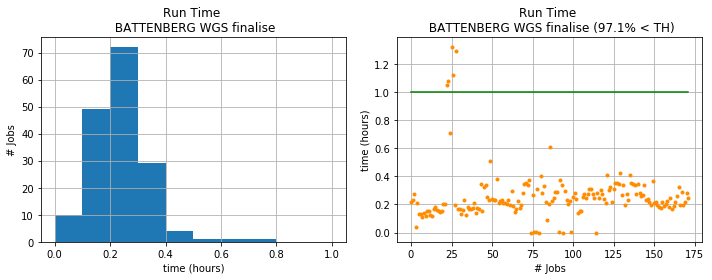 Run Time
BATTENBERG WGS finalise
# Jobs
70
60
50
40
30
20
10
0
0.0 0.2 0.4 0.6 0.8 1.0
time (hours)
Run Time
BATTENBERG WGS finalise (97.1% < TH)
time (hours)
1.2
1.0
0.8
0.6
0.4
0.2
0.0
0 25 50 75 100 125 150 175
# Jobs